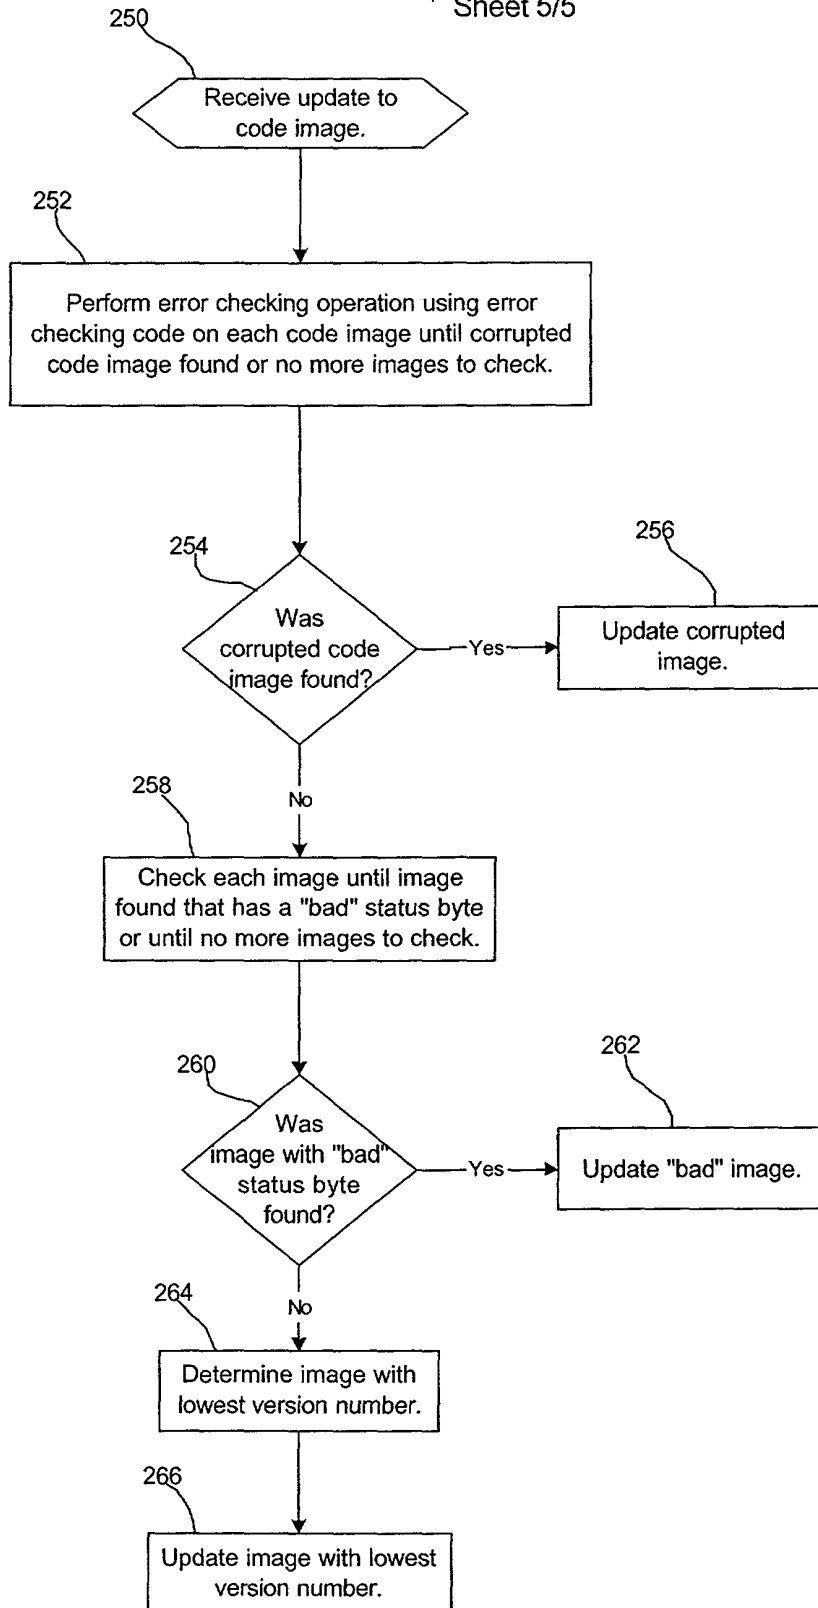 Sheet 5/5
250
Receive update to
code image.
252
Perform error checking operation using error
checking code on each code image until corrupted
code image found or no more images to check.
254
Was
corrupted code
image found?
Yes
256
Update corrupted
image.
No
258
Check each image until image
found that has a "bad" status byte
or until no more images to check.
260
Was
image with "bad"
status byte
found?
Yes
262
Update "bad" image.
No
264
Determine image with
lowest version number.
266
Update image with lowest
version number.